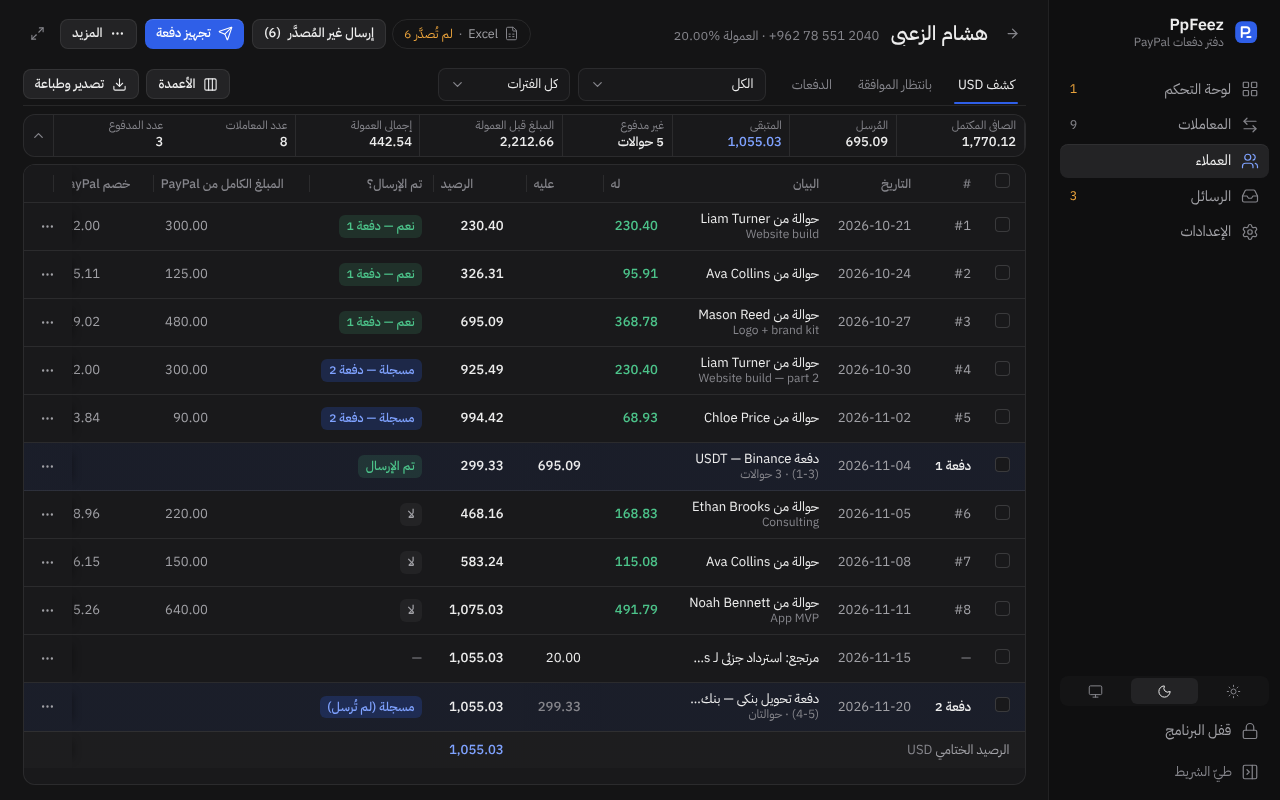 PpFeez
دفتر دفعات PayPal
لوحة التحكم 1
المعاملات 9
العملاء
الرسائل 3
الإعدادات
قفل البرنامج
طيّ الشريط
هشام الزعبي
+962 78 551 2040 · العمولة 20.00%
Excel · لم تُصدَّر 6
إرسال غير المُصدَّر (6)
تجهيز دفعة
المزيد
كشف USD
بانتظار الموافقة
الدفعات
الكل
كل الفترات
الأعمدة
تصدير وطباعة
الصافي المكتمل
1,770.12
المُرسل
695.09
المتبقي
1,055.03
غير مدفوع
5 حوالات
المبلغ قبل العمولة
2,212.66
إجمالي العمولة
442.54
عدد المعاملات
8
عدد المدفوع
3
# التاريخ البيان له عليه الرصيد تم الإرسال؟ المبلغ الكامل من PayPal خصم
#1 2026-10-21 حوالة من Liam Turner 230.40 230.40 نعم — دفعة 1 300.00 2.00
Website build
#2 2026-10-24 حوالة من Ava Collins 95.91 326.31 نعم — دفعة 1 125.00 5.11
#3 2026-10-27 حوالة من Mason Reed 368.78 695.09 نعم — دفعة 1 480.00 9.02
Logo + brand kit
#4 2026-10-30 حوالة من Liam Turner 230.40 925.49 مسجلة — دفعة 2 300.00 2.00
Website build — part 2
#5 2026-11-02 حوالة من Chloe Price 68.93 994.42 مسجلة — دفعة 2 90.00 3.84
دفعة 1 2026-11-04 دفعة USDT — Binance 695.09 299.33 تم الإرسال
(1-3) · 3 حوالات
#6 2026-11-05 حوالة من Ethan Brooks 168.83 468.16 لا 220.00 8.96
Consulting
#7 2026-11-08 حوالة من Ava Collins 115.08 583.24 لا 150.00 6.15
#8 2026-11-11 حوالة من Noah Bennett 491.79 1,075.03 لا 640.00 5.26
App MVP
— 2026-11-15 مرتجع: استرداد جزئي لـ s... 20.00 1,055.03 —
دفعة 2 2026-11-20 دفعة تحويل بنكي — بنك... 299.33 1,055.03 مسجلة (لم تُرسل)
(4-5) · حوالتان
الرصيد الختامي USD 1,055.03